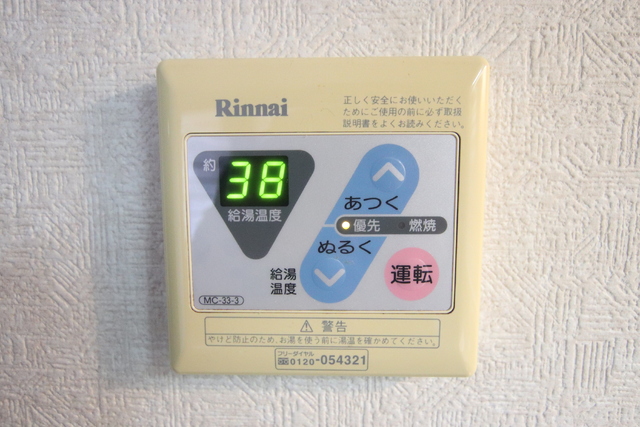 Rinnai
正しく安全にお使いいただく
ためにご使用の前に必ず取扱
説明書をよくお読みください。
約
38
給湯温度
あつく
優先 燃焼
ぬるく
給湯
温度
運転
MC-33-3
⚠ 警告
やけど防止のため、お湯を使う前に湯温を確かめてください。
フリーダイヤル
0120-054321